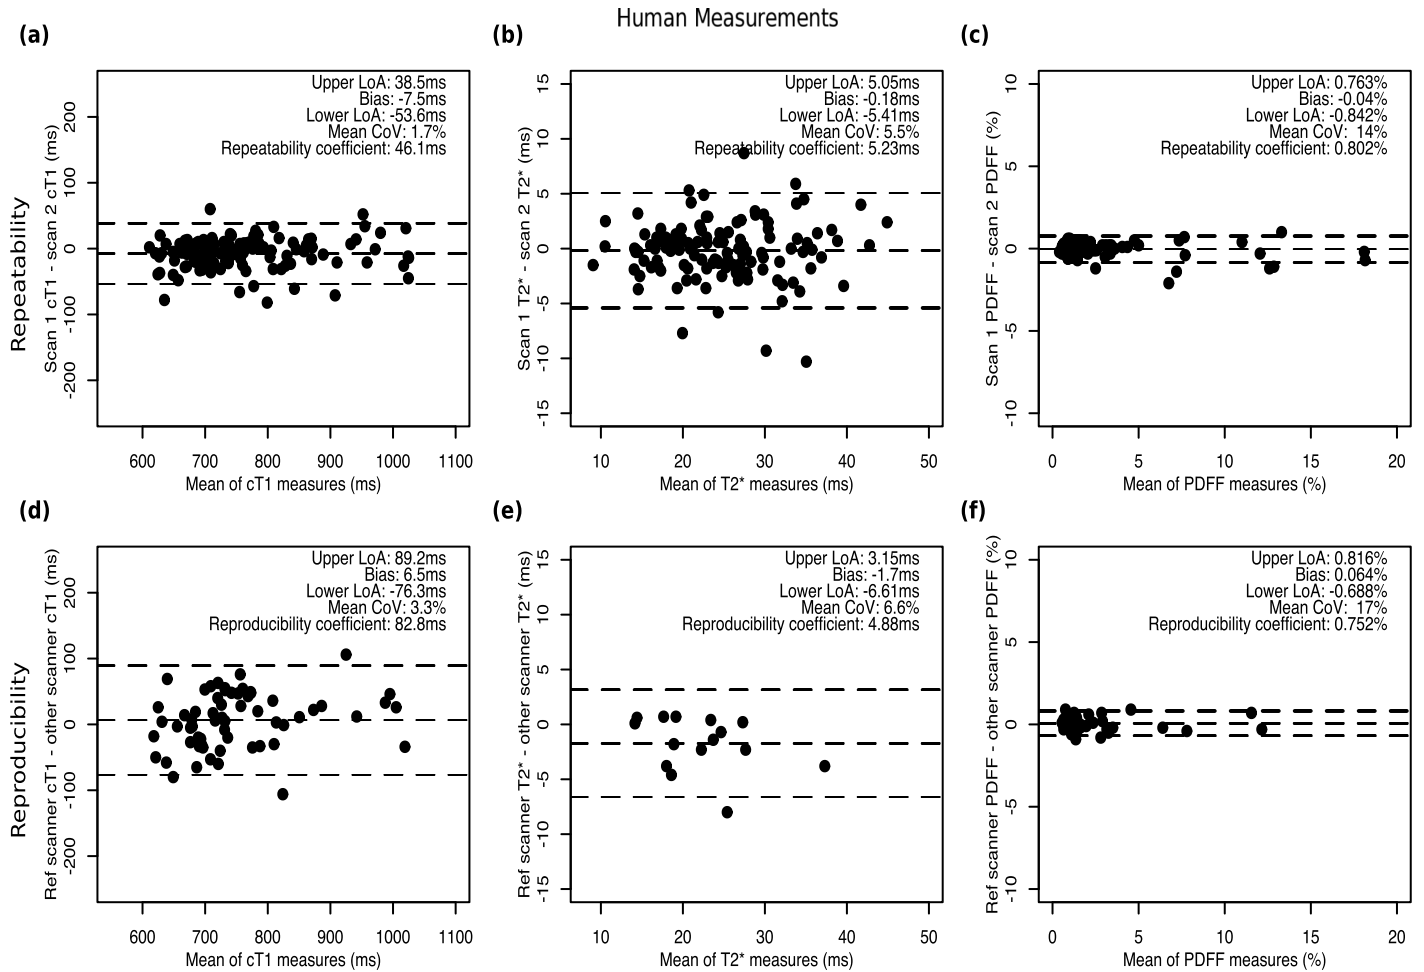 Human Measurements
(a)
Upper LoA: 38.5ms
Bias: -7.5ms
Lower LoA: -53.6ms
Mean CoV: 1.7%
Repeatability coefficient: 46.1ms
Repeatability
Scan 1 cT1 - scan 2 cT1 (ms)
200
100
0
-100
-200
600 700 800 900 1000 1100
Mean of cT1 measures (ms)
(b)
Upper LoA: 5.05ms
Bias: -0.18ms
Lower LoA: -5.41ms
Mean CoV: 5.5%
Repeatability coefficient: 5.23ms
Scan 1 T2* - scan 2 T2* (ms)
15
10
5
0
-5
-10
-15
10 20 30 40 50
Mean of T2* measures (ms)
(c)
Upper LoA: 0.763%
Bias: -0.04%
Lower LoA: -0.842%
Mean CoV: 14%
Repeatability coefficient: 0.802%
Scan 1 PDFF - scan 2 PDFF (%)
10
5
0
-5
-10
0 5 10 15 20
Mean of PDFF measures (%)
(d)
Upper LoA: 89.2ms
Bias: 6.5ms
Lower LoA: -76.3ms
Mean CoV: 3.3%
Reproducibility coefficient: 82.8ms
Reproducibility
Ref scanner cT1 - other scanner cT1 (ms)
200
100
0
-100
-200
600 700 800 900 1000 1100
Mean of cT1 measures (ms)
(e)
Upper LoA: 3.15ms
Bias: -1.7ms
Lower LoA: -6.61ms
Mean CoV: 6.6%
Reproducibility coefficient: 4.88ms
Ref scanner T2* - other scanner T2* (ms)
15
10
5
0
-5
-10
-15
10 20 30 40 50
Mean of T2* measures (ms)
(f)
Upper LoA: 0.816%
Bias: 0.064%
Lower LoA: -0.688%
Mean CoV: 17%
Reproducibility coefficient: 0.752%
Ref scanner PDFF - other scanner PDFF (%)
10
5
0
-5
-10
0 5 10 15 20
Mean of PDFF measures (%)